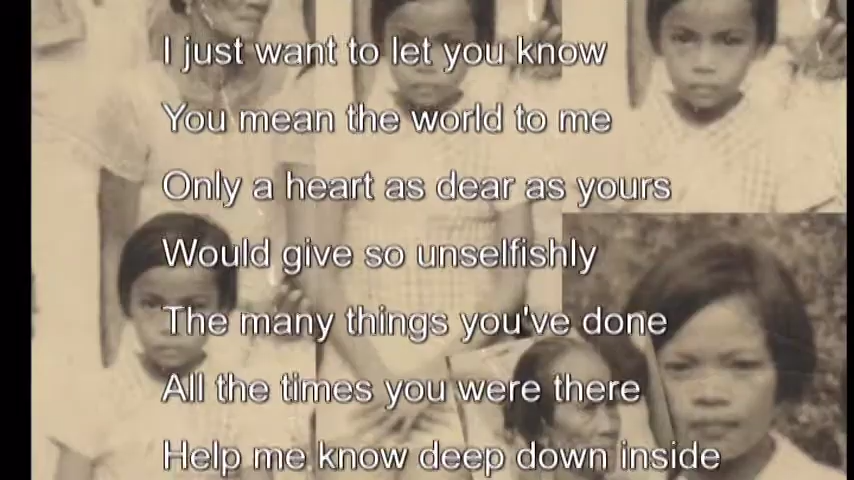 I just want to let you know
You mean the world to me
Only a heart as dear as yours
Would give so unselfishly
The many things you've done
All the times you were there
Help me know deep down inside